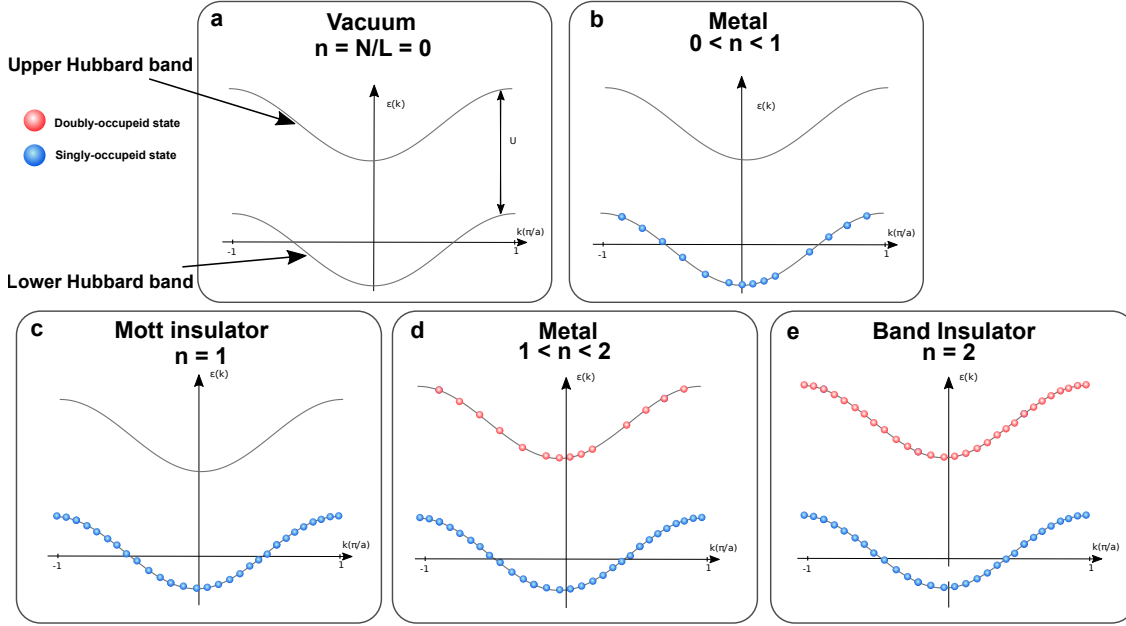 a
Vacuum
n = N/L = 0
Upper Hubbard band
ε(k)
Doubly-occupeid state
Singly-occupeid state
U
k(π/a)
-1
1
Lower Hubbard band
b
Metal
0 < n < 1
ε(k)
k(π/a)
-1
1
c
Mott insulator
n = 1
ε(k)
k(π/a)
-1
1
d
Metal
1 < n < 2
ε(k)
k(π/a)
-1
1
e
Band Insulator
n = 2
ε(k)
k(π/a)
-1
1